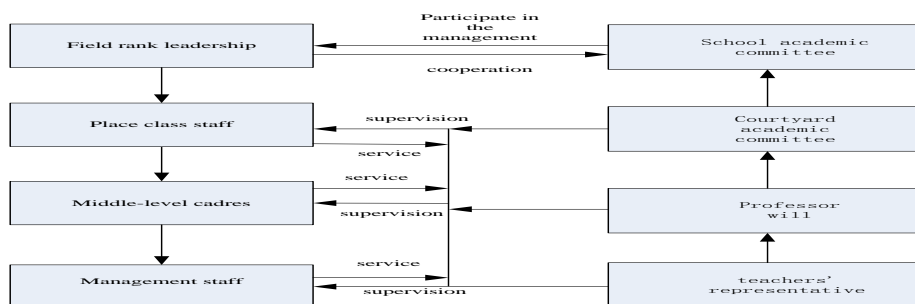 Participate in
the
management
Field rank leadership
School academic
committee
cooperation
supervision
Place class staff
Courtyard
academic
committee
service
service
Middle-level cadres
Professor
will
supervision
service
Management staff
teachers'
representative
supervision